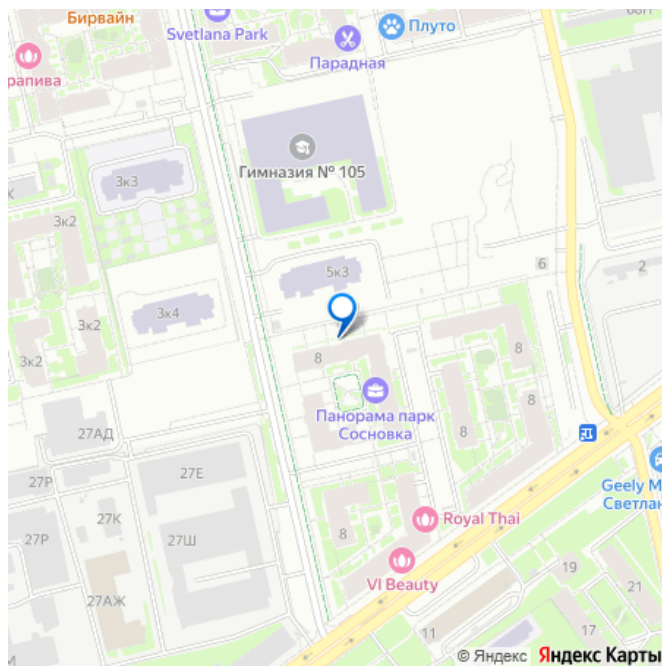 Бирвайн
Svetlana Park
Плуто
Парадная
рапива
Гимназия № 105
3к3
3к2
5к3
6
2
3к4
3к2
3к2
8
8
8
8
Панорама парк
Сосновка
27АД
27Р
27Е
27К
27Р
27Ш
8
Royal Thai
VI Beauty
Geely М
Светлан
27АЖ
19
21
11
17
© Яндекс Яндекс Карты